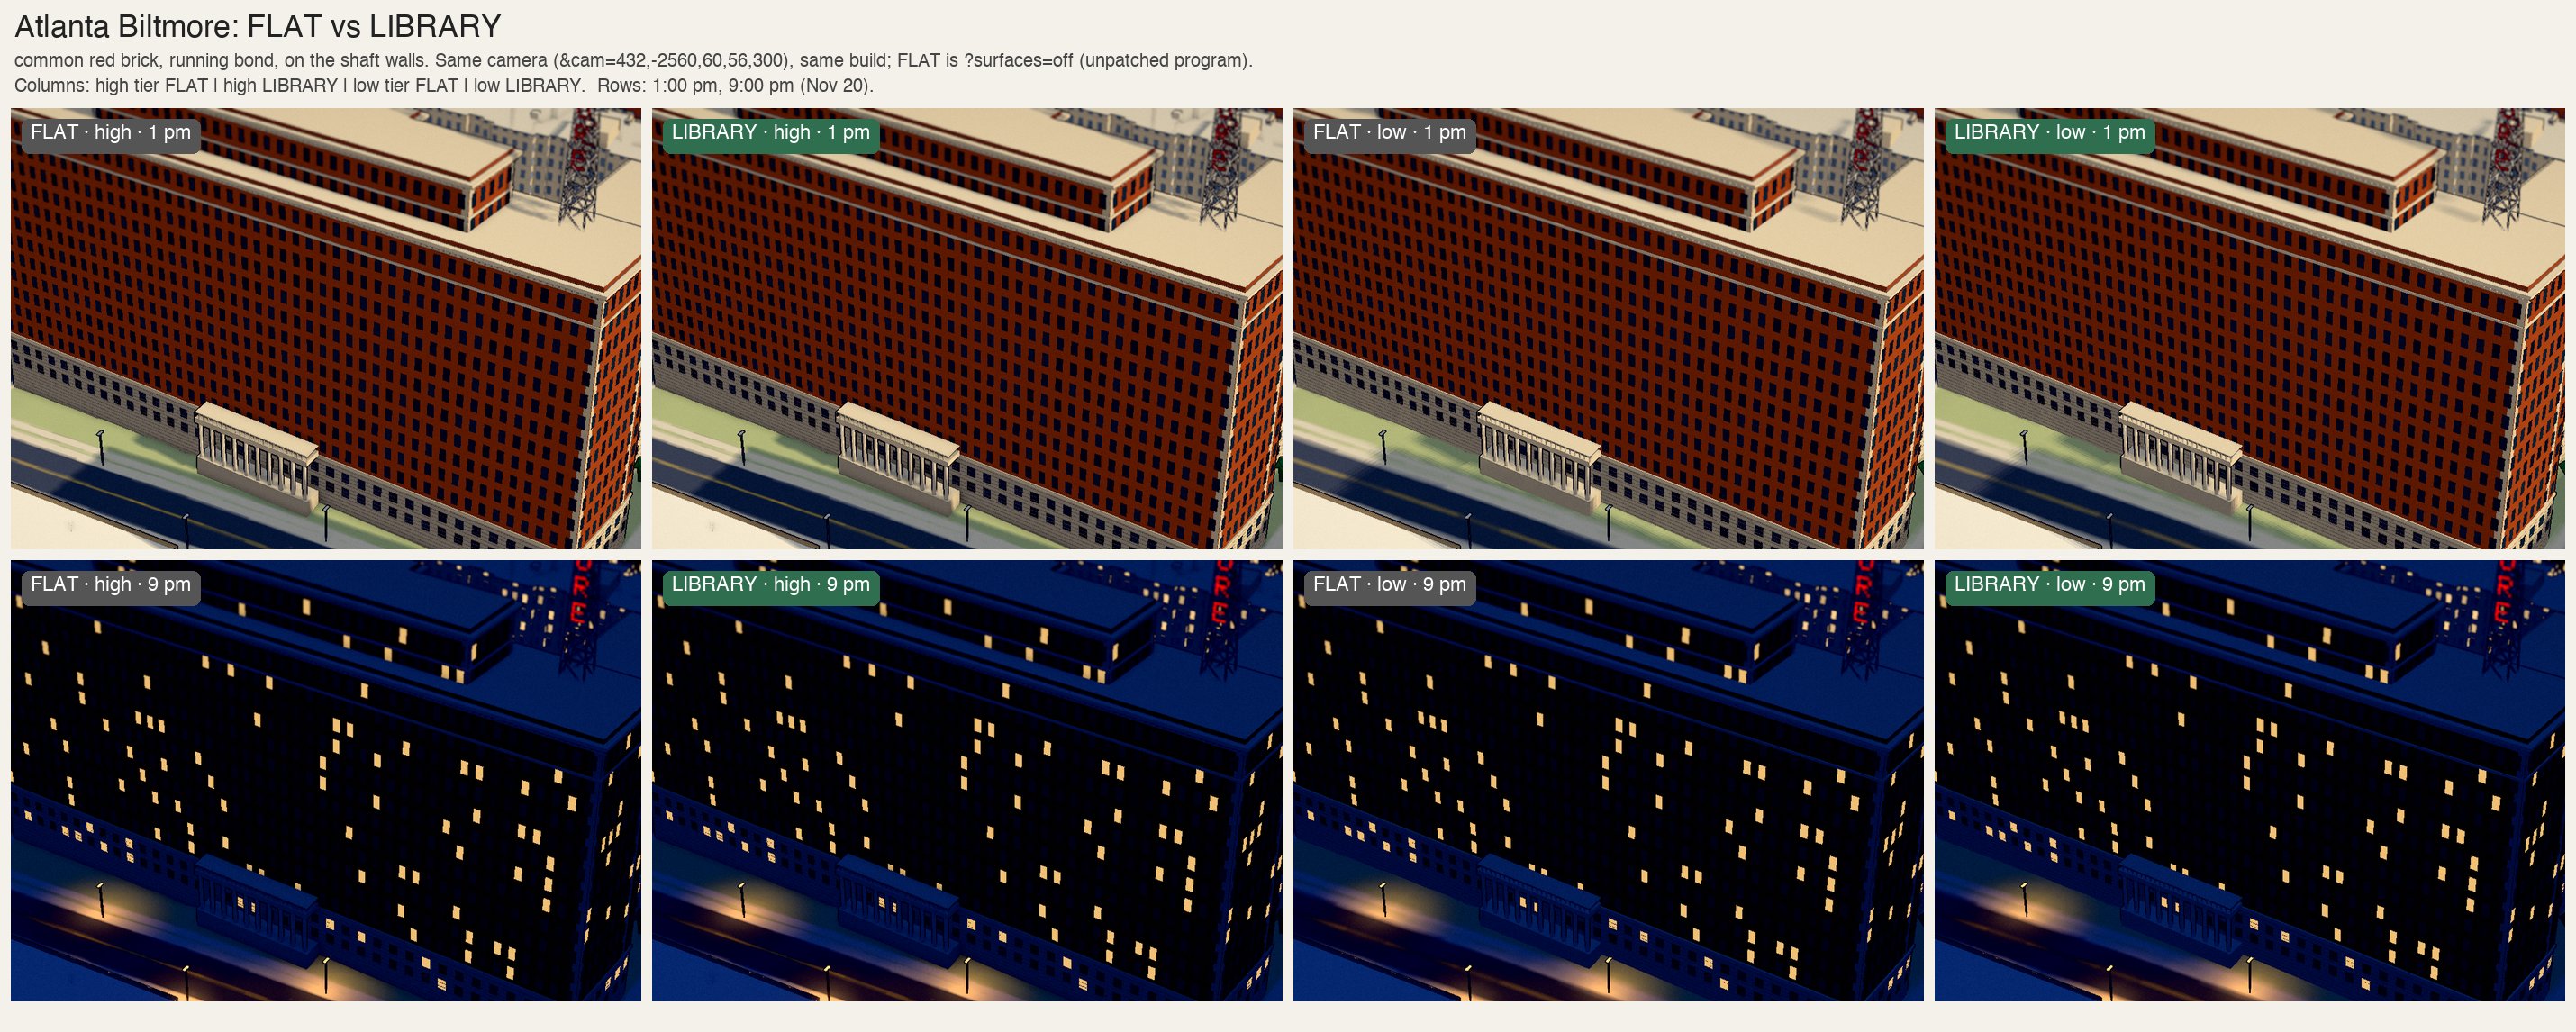 Atlanta Biltmore: FLAT vs LIBRARY
common red brick, running bond, on the shaft walls. Same camera (&cam=432,-2560,60,56,300), same build; FLAT is ?surfaces=off (unpatched program).
Columns: high tier FLAT | high LIBRARY | low tier FLAT | low LIBRARY.  Rows: 1:00 pm, 9:00 pm (Nov 20).
FLAT · high · 1 pm
LIBRARY · high · 1 pm
FLAT · low · 1 pm
LIBRARY · low · 1 pm
FLAT · high · 9 pm
LIBRARY · high · 9 pm
FLAT · low · 9 pm
LIBRARY · low · 9 pm